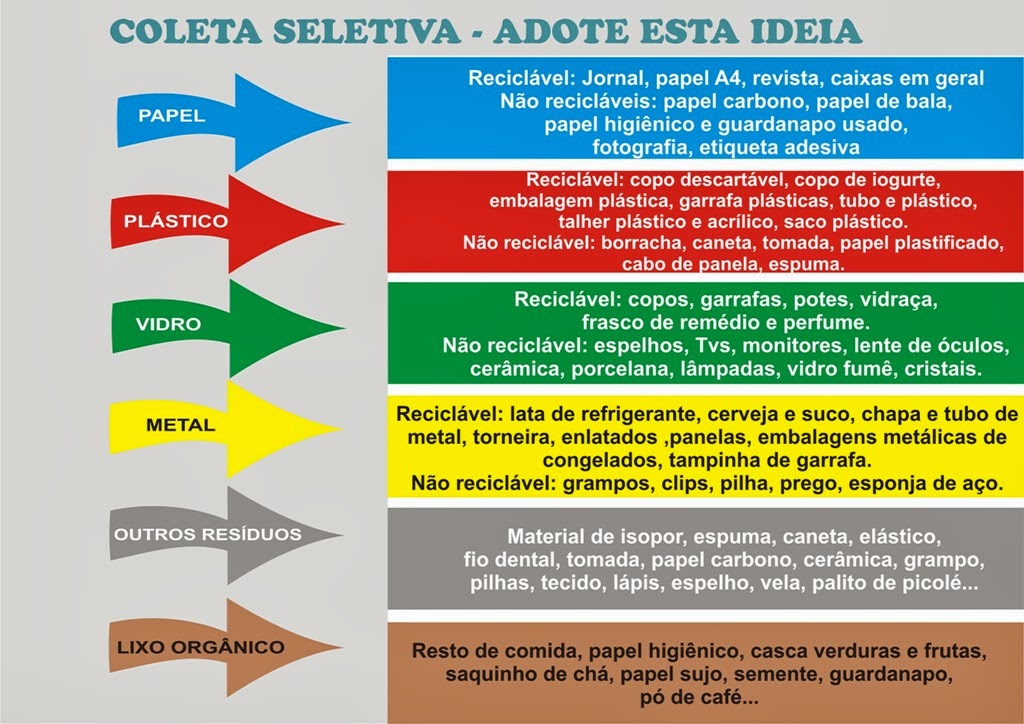 COLETA SELETIVA - ADOTE ESTA IDEIA
PAPEL
Reciclável: Jornal, papel A4, revista, caixas em geral
Não recicláveis: papel carbono, papel de bala,
papel higiênico e guardanapo usado,
fotografia, etiqueta adesiva
PLÁSTICO
Reciclável: copo descartável, copo de iogurte,
embalagem plástica, garrafa plásticas, tubo e plástico,
talher plástico e acrílico, saco plástico.
Não reciclável: borracha, caneta, tomada, papel plastificado,
cabo de panela, espuma.
VIDRO
Reciclável: copos, garrafas, potes, vidraça,
frasco de remédio e perfume.
Não reciclável: espelhos, Tvs, monitores, lente de óculos,
cerâmica, porcelana, lâmpadas, vidro fumê, cristais.
METAL
Reciclável: lata de refrigerante, cerveja e suco, chapa e tubo de
metal, torneira, enlatados ,panelas, embalagens metálicas de
congelados, tampinha de garrafa.
Não reciclável: grampos, clips, pilha, prego, esponja de aço.
OUTROS RESÍDUOS
Material de isopor, espuma, caneta, elástico,
fio dental, tomada, papel carbono, cerâmica, grampo,
pilhas, tecido, lápis, espelho, vela, palito de picolé...
LIXO ORGÂNICO
Resto de comida, papel higiênico, casca verduras e frutas,
saquinho de chá, papel sujo, semente, guardanapo,
pó de café...